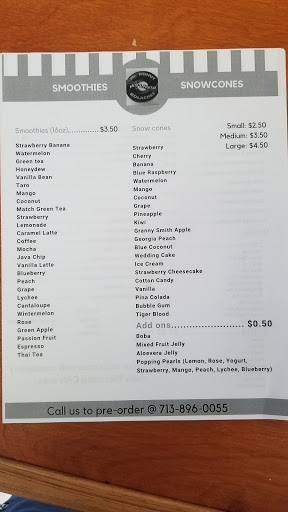 SMOOTHIES
SNOWCONES
Smoothies (16oz)............. $3.50
Strawberry Banana
Watermelon
Green tea
Honeydew
Vanilla Bean
Taro
Mango
Coconut
Match Green Tea
Strawberry
Lemonade
Caramel Latte
Coffee
Mocha
Java Chip
Vanilla Latte
Blueberry
Peach
Grape
Lychee
Cantaloupe
Wintermelon
Rose
Green Apple
Passion Fruit
Espresso
Thai Tea
Snow cones
Small: $2.50
Medium: $3.50
Large: $4.50
Strawberry
Cherry
Banana
Blue Raspberry
Watermelon
Mango
Coconut
Grape
Pineapple
Kiwi
Granny Smith Apple
Georgia Peach
Blue Coconut
Wedding Cake
Ice Cream
Strawberry Cheesecake
Cotton Candy
Vanilla
Pina Colada
Bubble Gum
Tiger Blood
Add ons........................ $0.50
Boba
Mixed Fruit Jelly
Aloevera Jelly
Popping Pearls (Lemon, Rose, Yogurt,
Strawberry, Mango, Peach, Lychee, Blueberry)
Call us to pre-order @ 713-896-0055